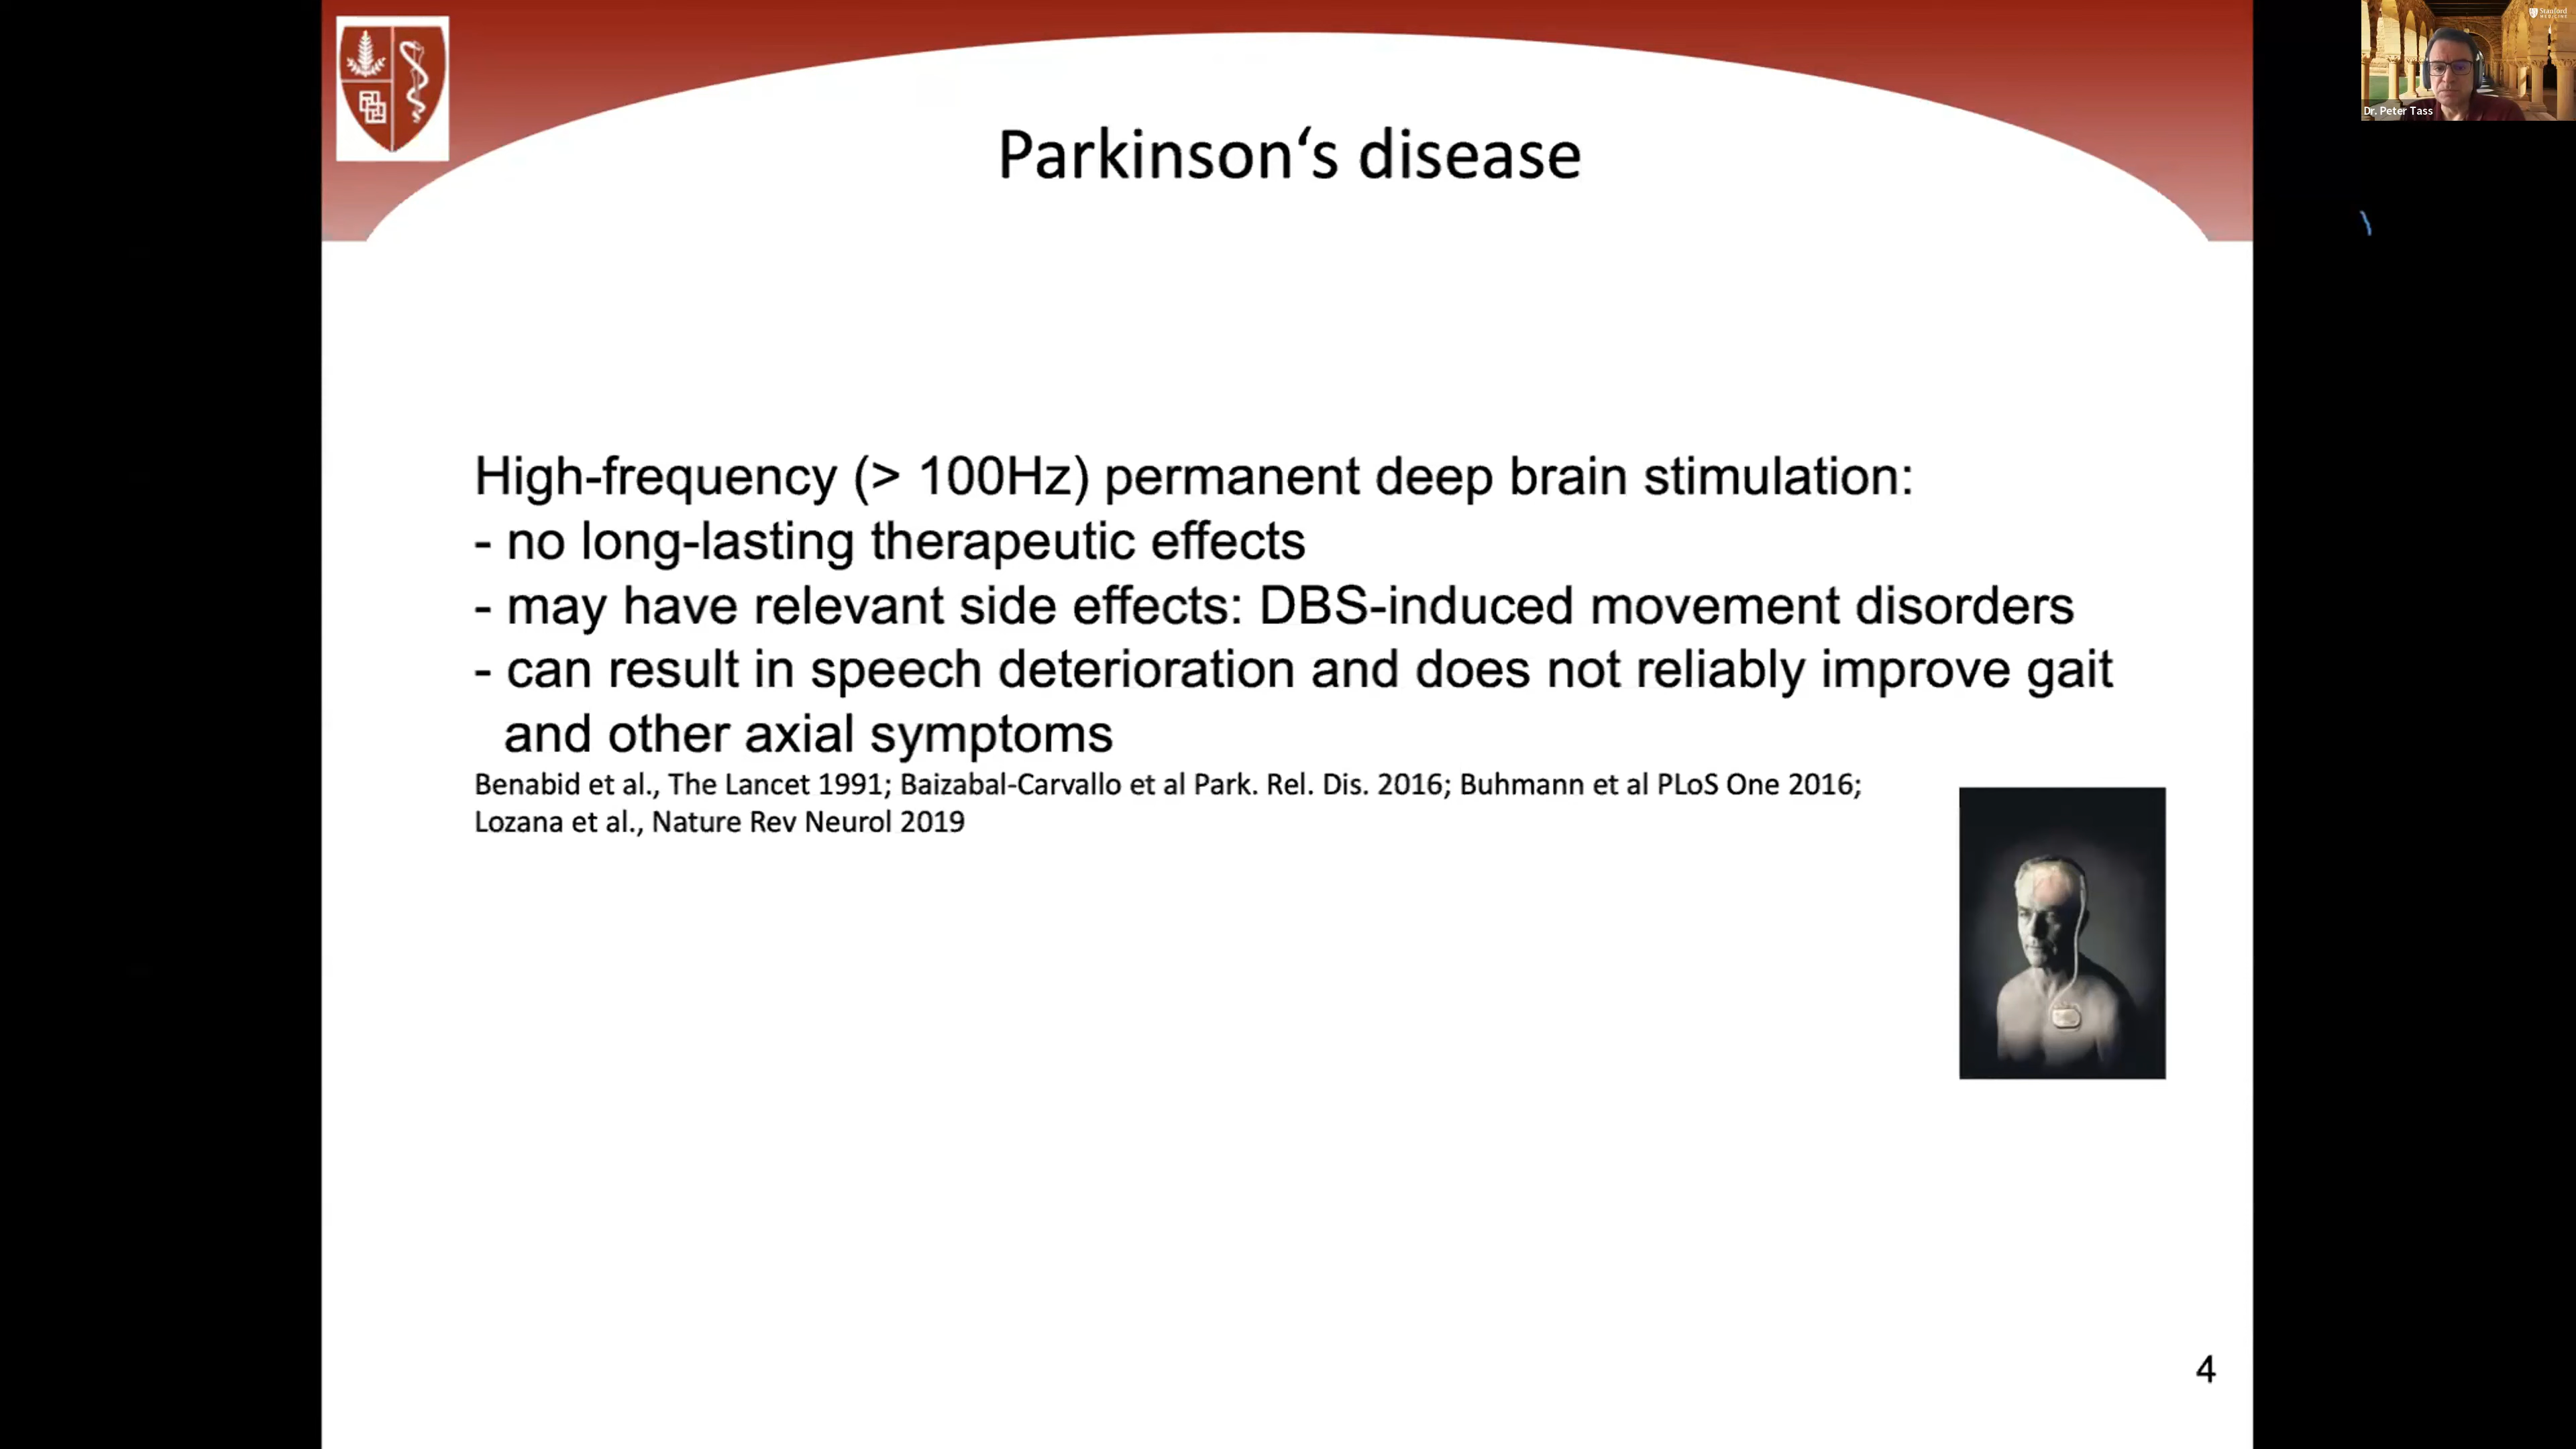 Stanford
MEDICINE
Dr. Peter Tass
Parkinson‘s disease
High-frequency (> 100Hz) permanent deep brain stimulation:
- no long-lasting therapeutic effects
- may have relevant side effects: DBS-induced movement disorders
- can result in speech deterioration and does not reliably improve gait
and other axial symptoms
Benabid et al., The Lancet 1991; Baizabal-Carvallo et al Park. Rel. Dis. 2016; Buhmann et al PLoS One 2016;
Lozana et al., Nature Rev Neurol 2019
4